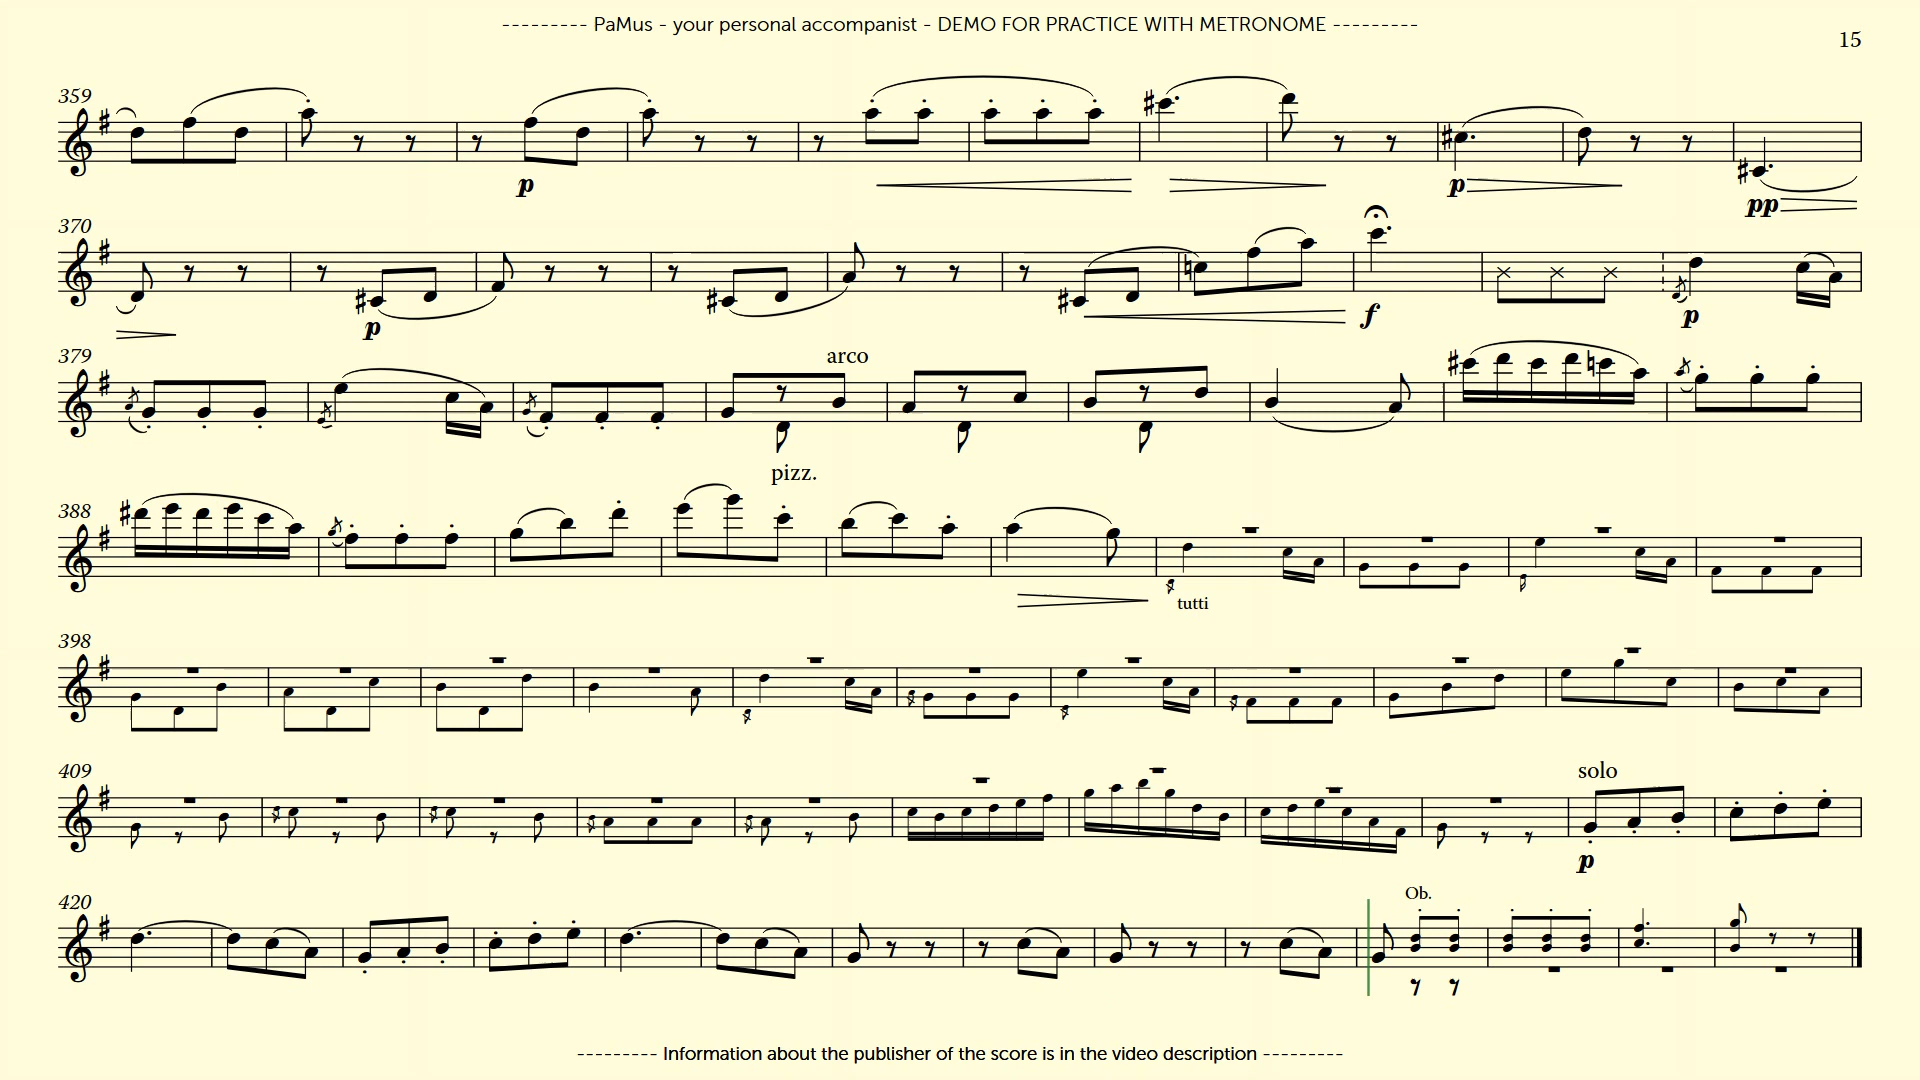 --------- PaMus - your personal accompanist - DEMO FOR PRACTICE WITH METRONOME ---------
15
359
p
p
pp
370
p
f
p
379
arco
pizz.
388
tutti
398
409
solo
p
420
Ob.
--------- Information about the publisher of the score is in the video description ---------